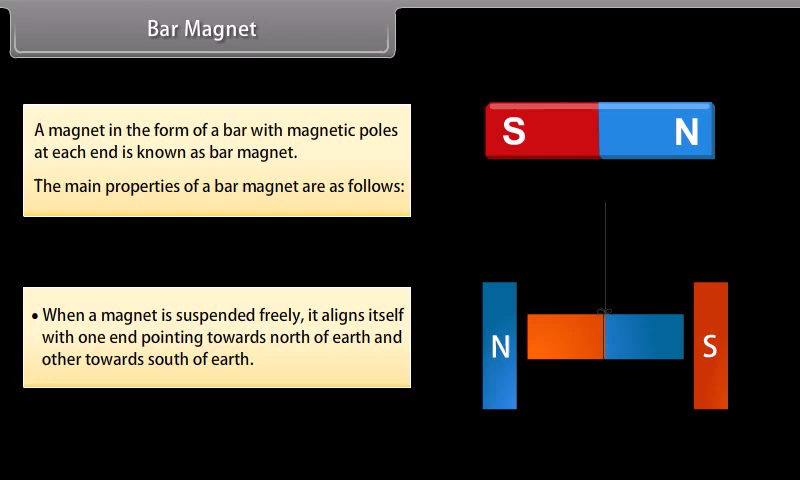 Bar Magnet
A magnet in the form of a bar with magnetic poles
at each end is known as bar magnet.
The main properties of a bar magnet are as follows:
S N
• When a magnet is suspended freely, it aligns itself
with one end pointing towards north of earth and
other towards south of earth.
N S